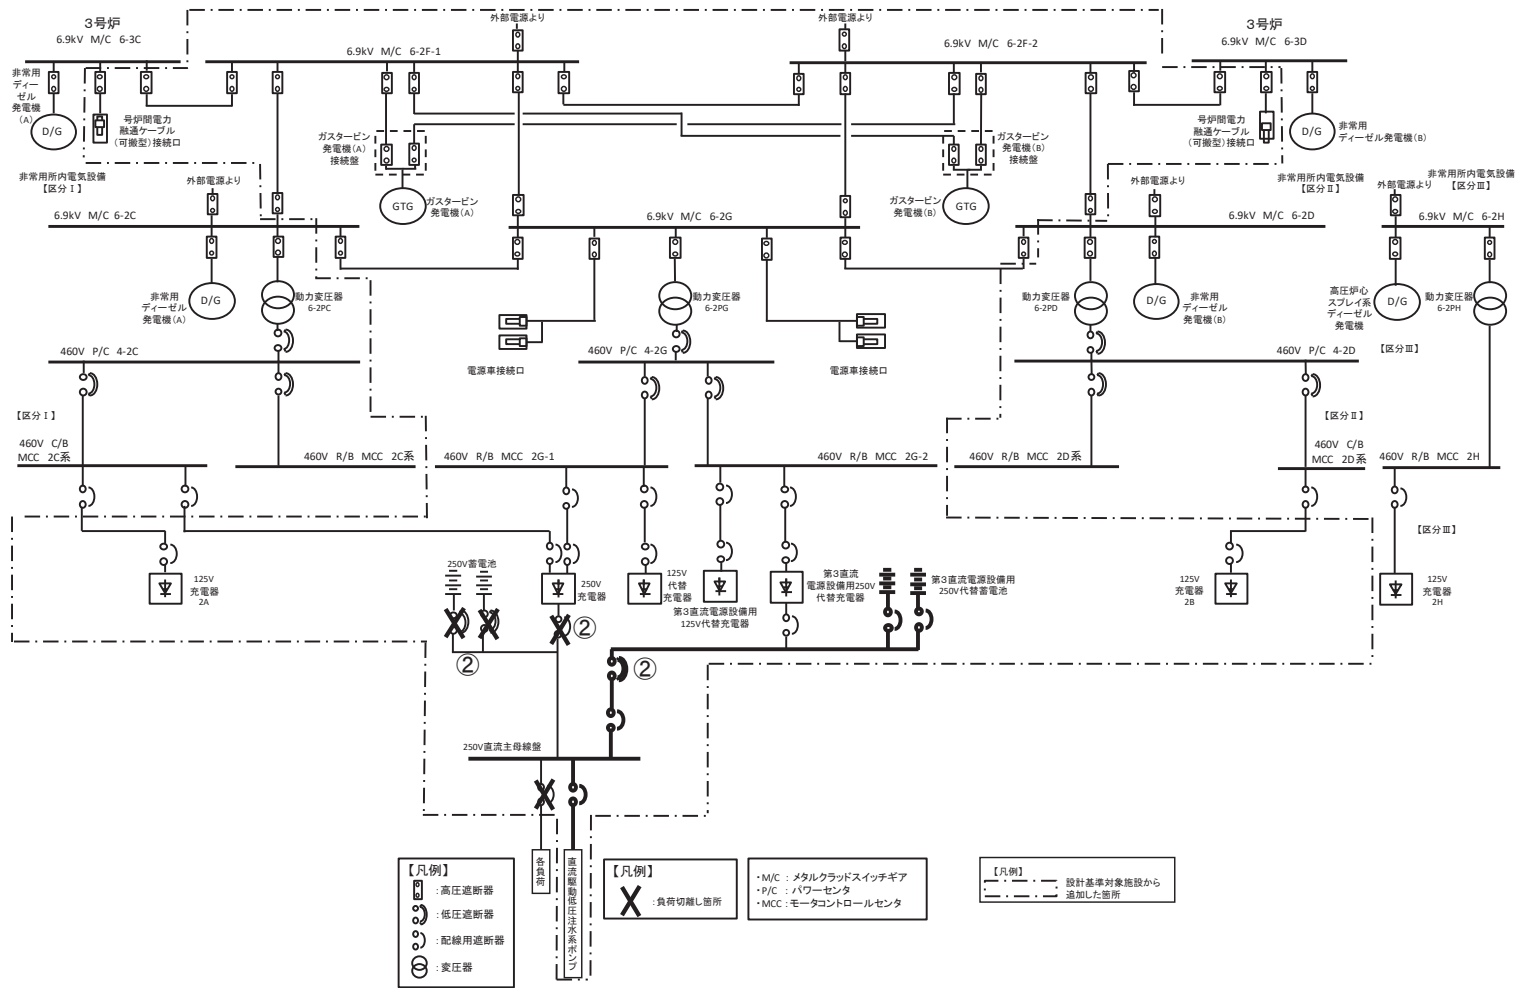 3号炉
6.9kV M/C 6-3C
外部電源より
6.9kV M/C 6-2F-1
外部電源より
6.9kV M/C 6-2F-2
3号炉
6.9kV M/C 6-3D
非常用
ディー
ゼル
発電機
(A)
D/G
号炉間電力
融通ケーブル
(可搬型)接続口
ガスタービン
発電機(A)
接続盤
ガスタービン
発電機(B)
接続盤
号炉間電力
融通ケーブル
(可搬型)接続口
D/G
非常用
ディーゼル発電機(B)
非常用所内電気設備
【区分Ⅰ】
外部電源より
6.9kV M/C 6-2C
GTG
ガスタービン
発電機(A)
6.9kV M/C 6-2G
ガスタービン
発電機(B)
GTG
外部電源より
非常用所内電気設備
【区分Ⅱ】
6.9kV M/C 6-2D
非常用所内電気設備
【区分Ⅲ】
外部電源より
6.9kV M/C 6-2H
非常用
ディーゼル
発電機(A)
D/G
動力変圧器
6-2PC
動力変圧器
6-2PG
動力変圧器
6-2PD
D/G
非常用
ディーゼル
発電機(B)
高圧炉心
スプレイ系
ディーゼル
発電機
D/G
動力変圧器
6-2PH
460V P/C 4-2C
電源車接続口
460V P/C 4-2G
電源車接続口
460V P/C 4-2D
【区分Ⅲ】
【区分Ⅰ】
【区分Ⅱ】
460V C/B
MCC 2C系
460V R/B MCC 2C系
460V R/B MCC 2G-1
460V R/B MCC 2G-2
460V R/B MCC 2D系
460V C/B
MCC 2D系
460V R/B MCC 2H
【区分Ⅲ】
125V
充電器
2A
250V蓄電池
250V
充電器
125V
代替
充電器
第3直流電源設備用
125V代替充電器
第3直流
電源設備用250V
代替充電器
第3直流電源設備用
250V代替蓄電池
125V
充電器
2B
125V
充電器
2H
②
②
②
250V直流主母線盤
各負荷
直流駆動低圧注水系ポンプ
【凡例】
:高圧遮断器
:低圧遮断器
:配線用遮断器
:変圧器
【凡例】
:負荷切離し箇所
・M/C : メタルクラッドスイッチギア
・P/C : パワーセンタ
・MCC : モータコントロールセンタ
【凡例】
設計基準対象施設から
追加した箇所